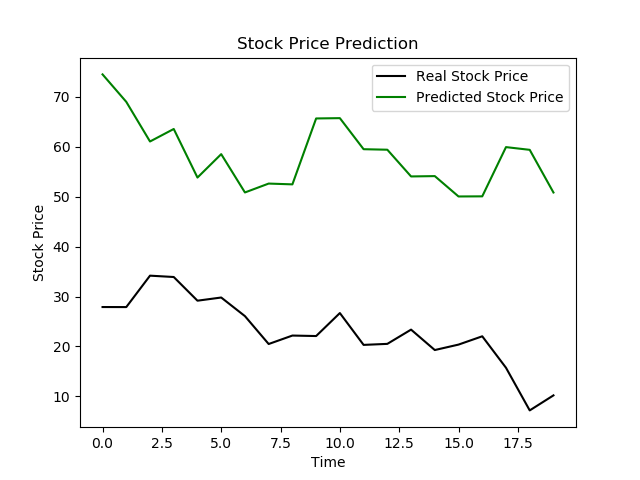 Stock Price Prediction
Real Stock Price
Predicted Stock Price
70
60
50
40
30
20
10
Stock Price
0.0 2.5 5.0 7.5 10.0 12.5 15.0 17.5
Time